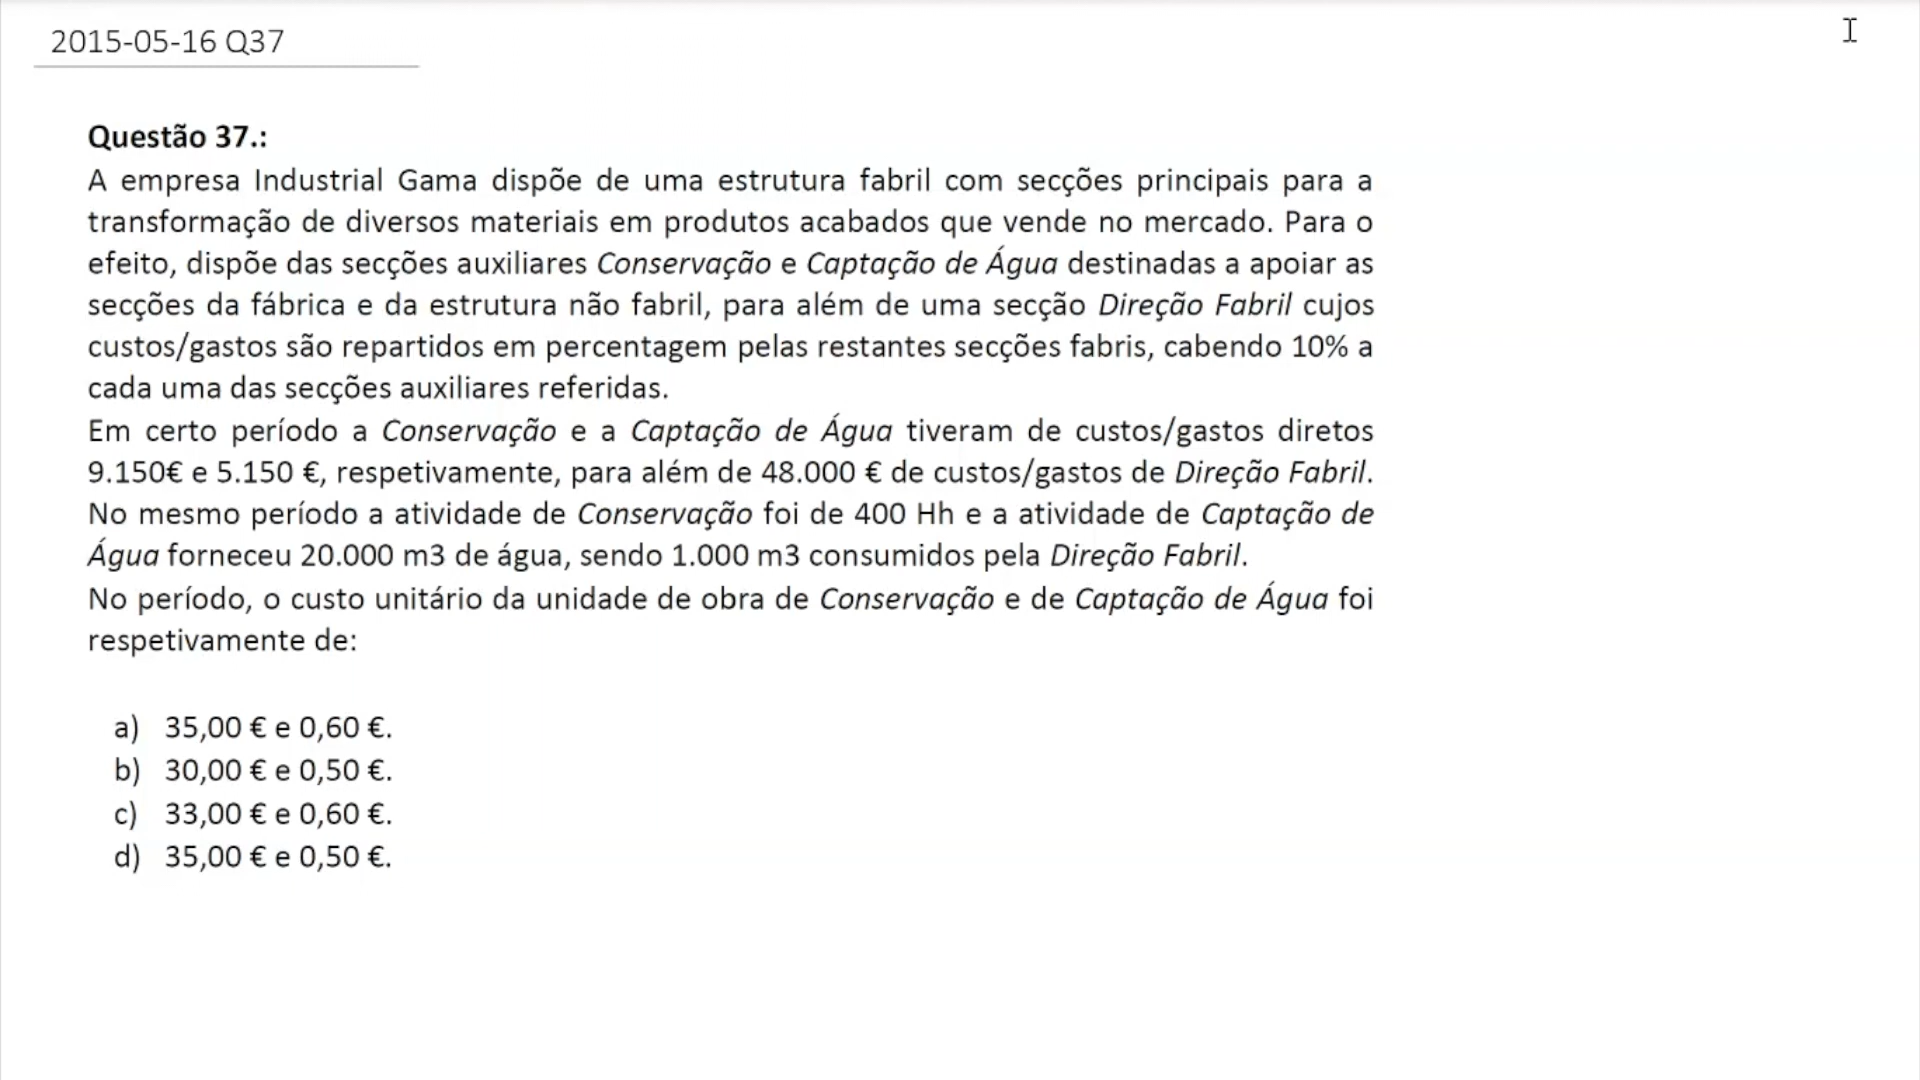 2015-05-16 Q37
Questão 37.:
A empresa Industrial Gama dispõe de uma estrutura fabril com secções principais para a
transformação de diversos materiais em produtos acabados que vende no mercado. Para o
efeito, dispõe das secções auxiliares Conservação e Captação de Água destinadas a apoiar as
secções da fábrica e da estrutura não fabril, para além de uma secção Direção Fabril cujos
custos/gastos são repartidos em percentagem pelas restantes secções fabris, cabendo 10% a
cada uma das secções auxiliares referidas.
Em certo período a Conservação e a Captação de Água tiveram de custos/gastos diretos
9.150€ e 5.150 €, respetivamente, para além de 48.000 € de custos/gastos de Direção Fabril.
No mesmo período a atividade de Conservação foi de 400 Hh e a atividade de Captação de
Água forneceu 20.000 m3 de água, sendo 1.000 m3 consumidos pela Direção Fabril.
No período, o custo unitário da unidade de obra de Conservação e de Captação de Água foi
respetivamente de:
a) 35,00 € e 0,60 €.
b) 30,00 € e 0,50 €.
c) 33,00 € e 0,60 €.
d) 35,00 € e 0,50 €.